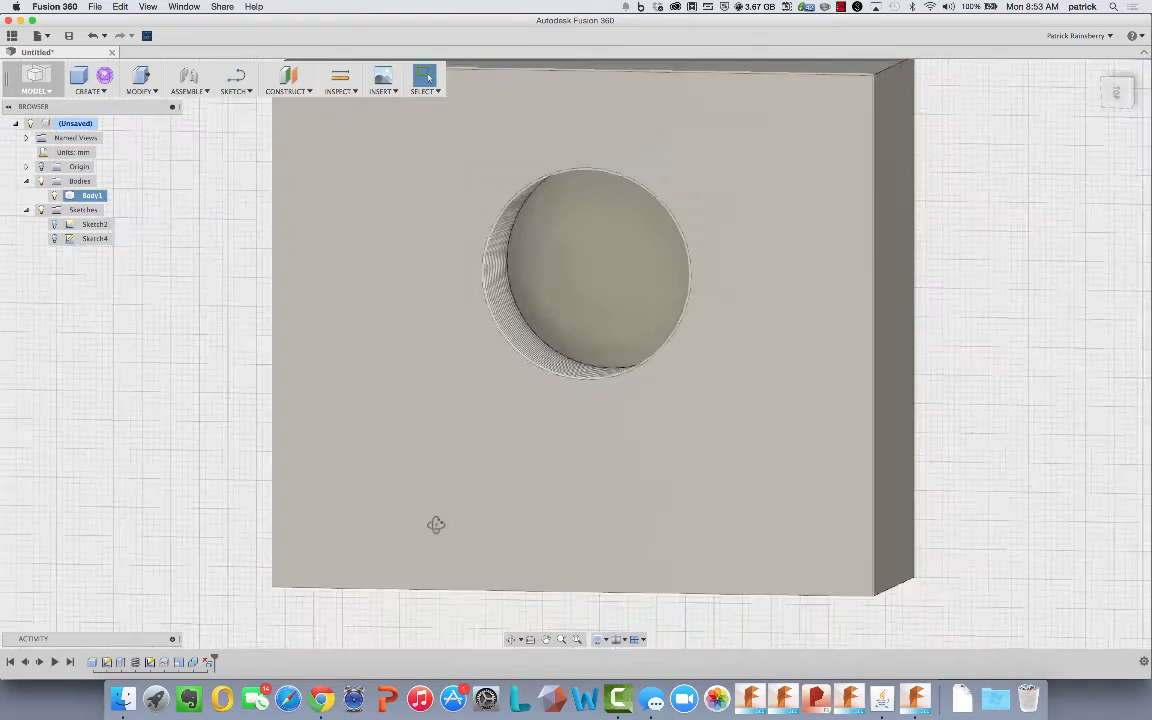 Fusion 360 File Edit View Window Share Help 3.67 GB 100% Mon 8:53 AM patrick
Autodesk Fusion 360
Patrick Rainsberry
Untitled*
MODEL CREATE MODIFY ASSEMBLE SKETCH CONSTRUCT INSPECT INSERT SELECT
BROWSER
(Unsaved)
Named Views
Units: mm
Origin
Bodies
Body1
Sketches
Sketch2
Sketch4
ACTIVITY